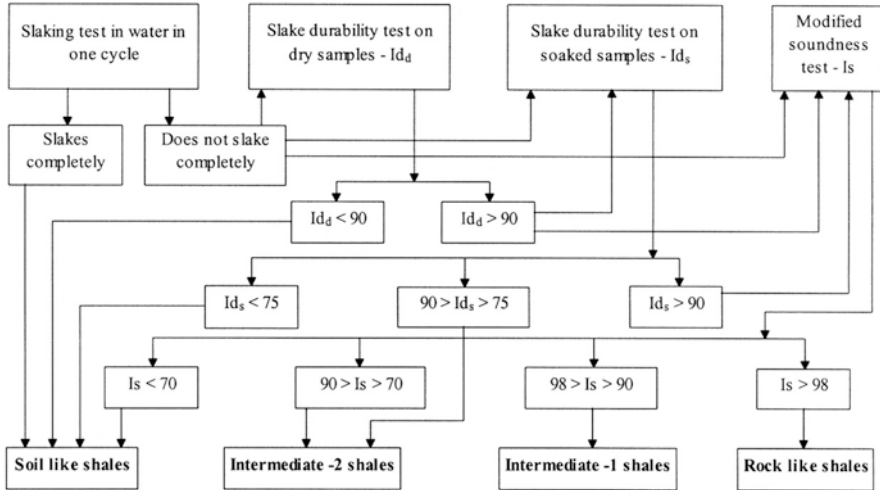 Slaking test in water in
one cycle
Slake durability test on
dry samples - Idd
Slake durability test on
soaked samples - Ids
Modified
soundness
test - Is
Slakes
completely
Does not slake
completely
Idd < 90
Idd > 90
Ids < 75
90 > Ids > 75
Ids > 90
Is < 70
90 > Is > 70
98 > Is > 90
Is > 98
Soil like shales
Intermediate -2 shales
Intermediate -1 shales
Rock like shales